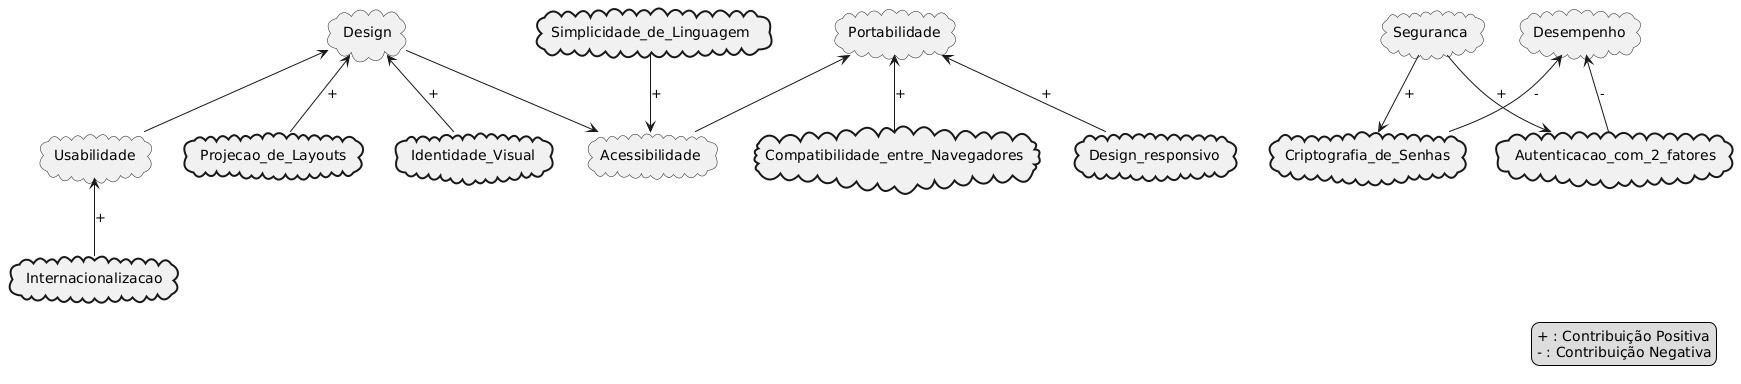 Design
Simplicidade_de_Linguagem
Portabilidade
Seguranca
Desempenho
+
+
+
+
+
+
+
-
-
Usabilidade
Projecao_de_Layouts
Identidade_Visual
Acessibilidade
Compatibilidade_entre_Navegadores
Design_responsivo
Criptografia_de_Senhas
Autenticacao_com_2_fatores
+
Internacionalizacao
+ : Contribuição Positiva
- : Contribuição Negativa